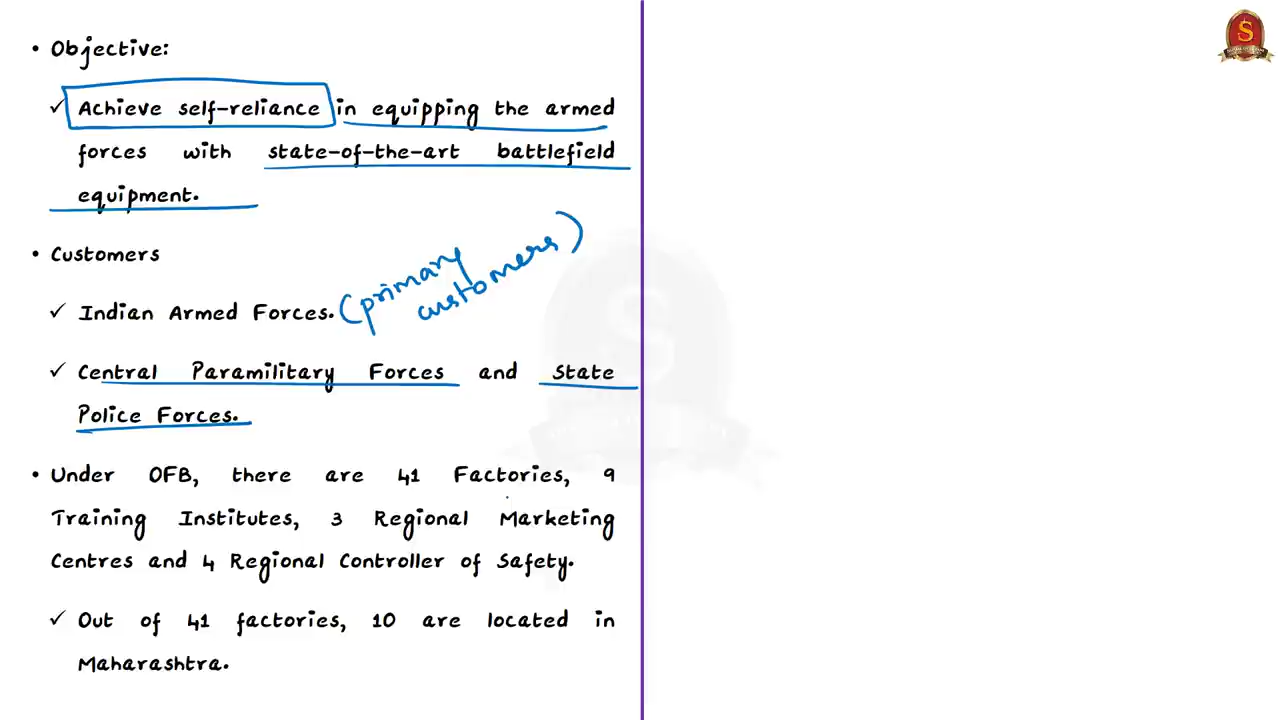 • Objective:
✓ Achieve self-reliance in equipping the armed
forces with state-of-the-art battlefield
equipment.
• Customers
✓ Indian Armed Forces. (primary
customers)
✓ Central Paramilitary Forces and State
Police Forces.
• Under OFB, there are 41 Factories, 9
Training Institutes, 3 Regional Marketing
Centres and 4 Regional Controller of Safety.
✓ Out of 41 factories, 10 are located in
Maharashtra.
S